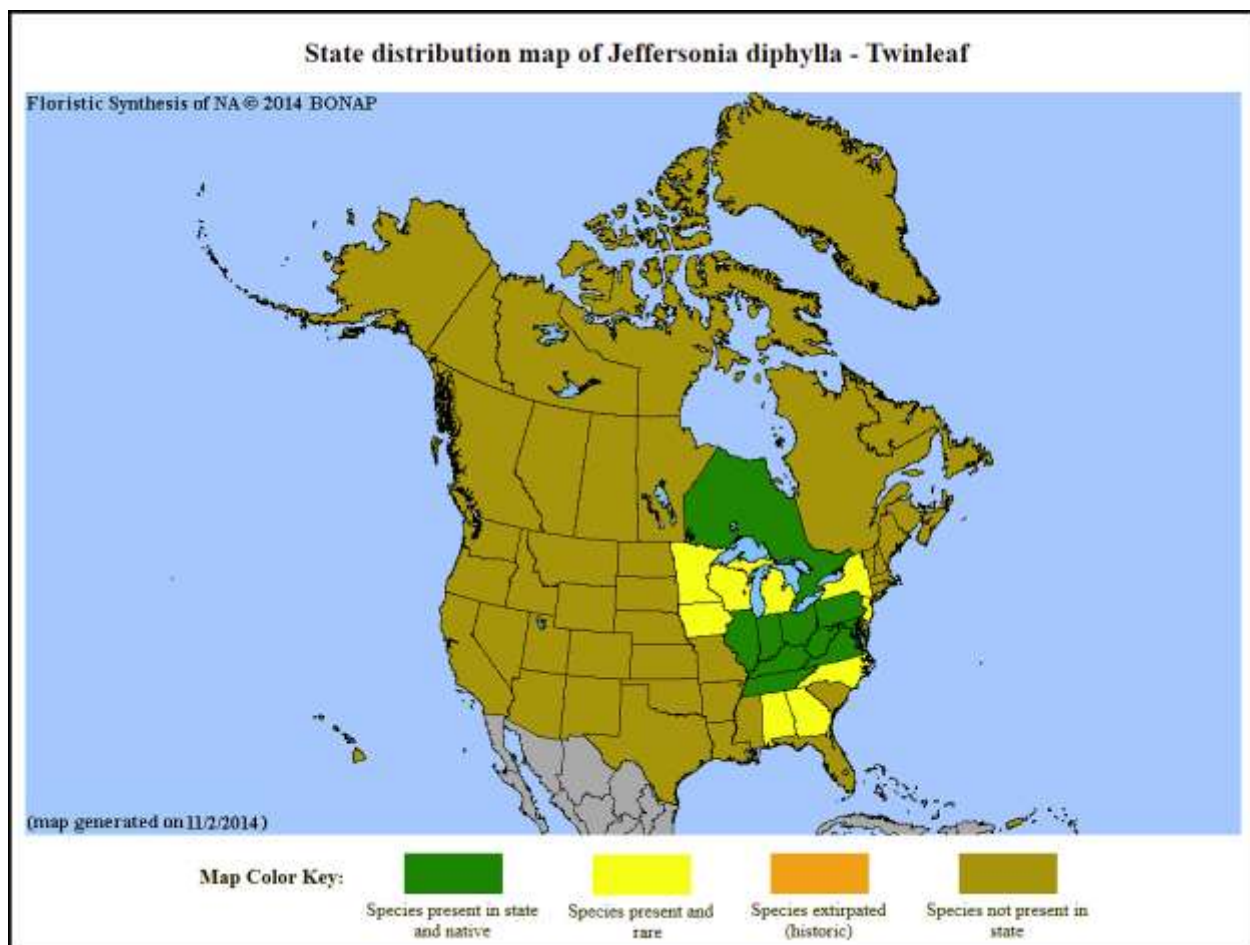 State distribution map of Jeffersonia diphylla - Twinleaf
Floristic Synthesis of NA © 2014 BONAP
(map generated on 11/2/2014)
Map Color Key:
Species present in state
and native
Species present and
rare
Species extirpated
(historic)
Species not present in
state